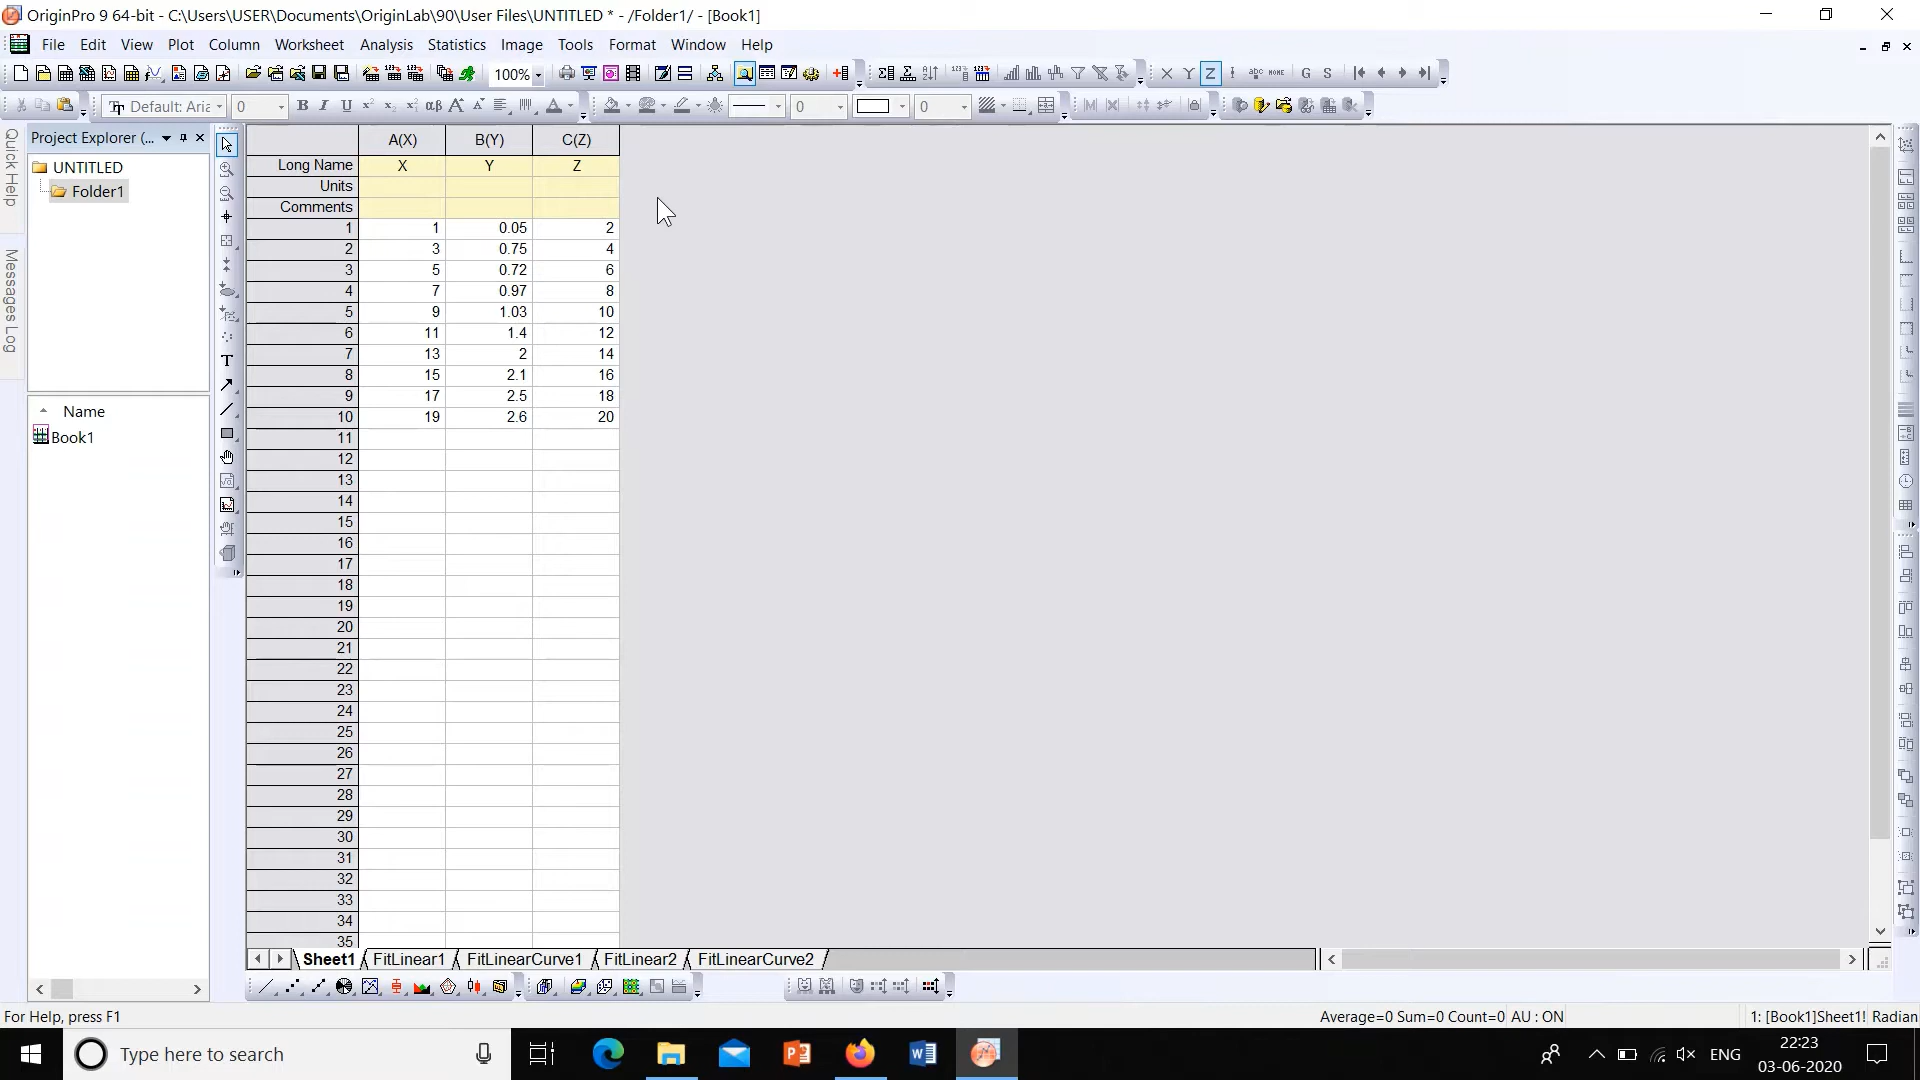 OriginPro 9 64-bit - C:\Users\USER\Documents\OriginLab\90\User Files\UNTITLED * - /Folder1/ - [Book1]
File Edit View Plot Column Worksheet Analysis Statistics Image Tools Format Window Help
100%
Default: Aria 0 B I U 0 0
Quick Help
Messages Log
Project Explorer (...
UNTITLED
Folder1
Name
Book1
A(X) B(Y) C(Z)
Long Name X Y Z
Units
Comments
1 1 0.05 2
2 3 0.75 4
3 5 0.72 6
4 7 0.97 8
5 9 1.03 10
6 11 1.4 12
7 13 2 14
8 15 2.1 16
9 17 2.5 18
10 19 2.6 20
11
12
13
14
15
16
17
18
19
20
21
22
23
24
25
26
27
28
29
30
31
32
33
34
35
Sheet1 FitLinear1 FitLinearCurve1 FitLinear2 FitLinearCurve2
For Help, press F1
Average=0 Sum=0 Count=0 AU : ON
1: [Book1]Sheet1! Radian
Type here to search
ENG
22:23
03-06-2020